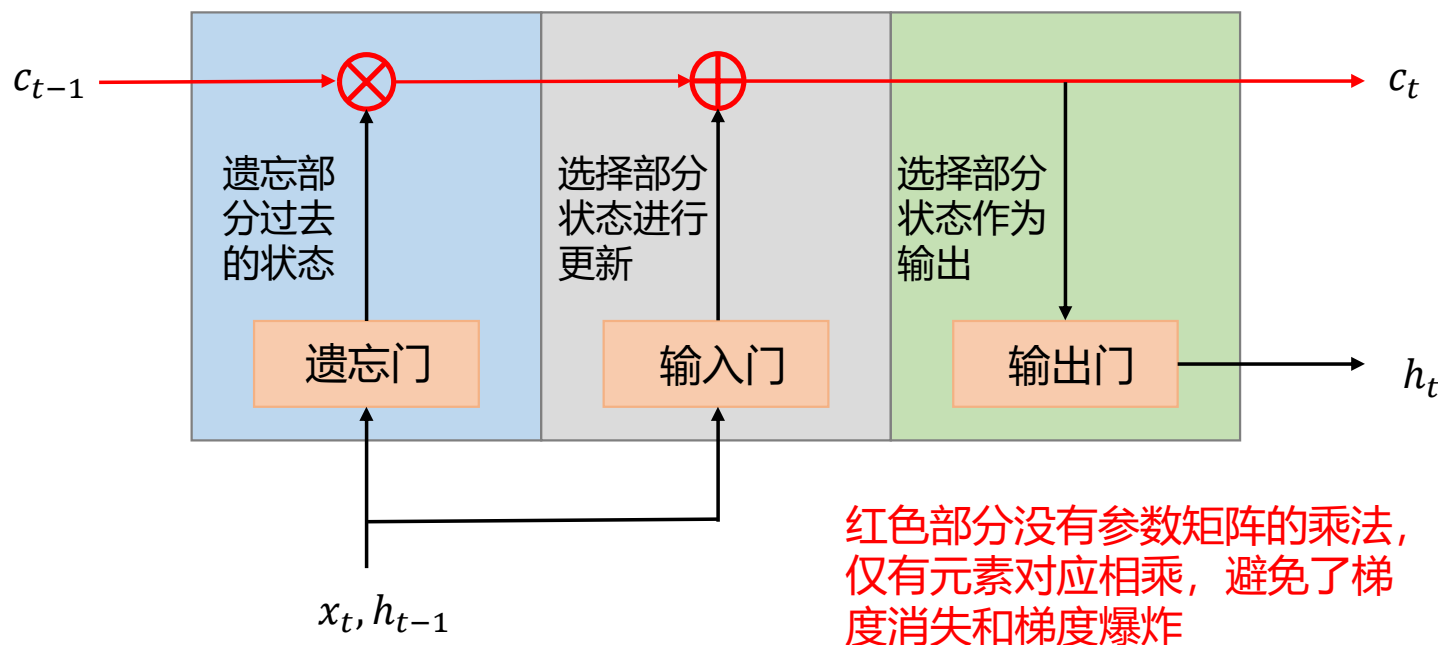 c_{t-1}
c_t
遗忘部
分过去
的状态
选择部分
状态进行
更新
选择部分
状态作为
输出
遗忘门
输入门
输出门
h_t
x_t, h_{t-1}
红色部分没有参数矩阵的乘法，
仅有元素对应相乘，避免了梯
度消失和梯度爆炸